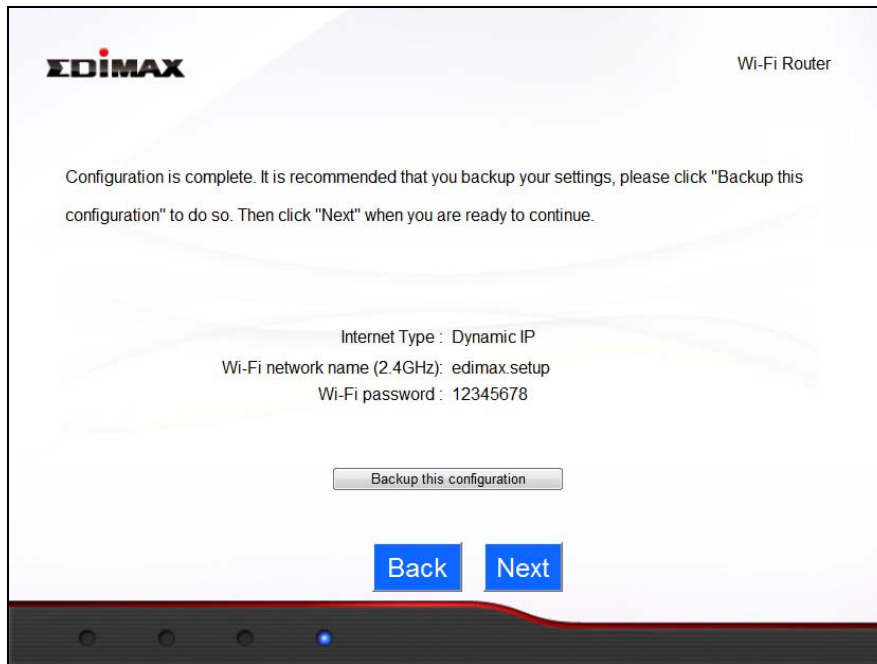 EDIMAX
Wi-Fi Router
Configuration is complete. It is recommended that you backup your settings, please click "Backup this
configuration" to do so. Then click "Next" when you are ready to continue.
Internet Type : Dynamic IP
Wi-Fi network name (2.4GHz): edimax.setup
Wi-Fi password : 12345678
Backup this configuration
Back Next